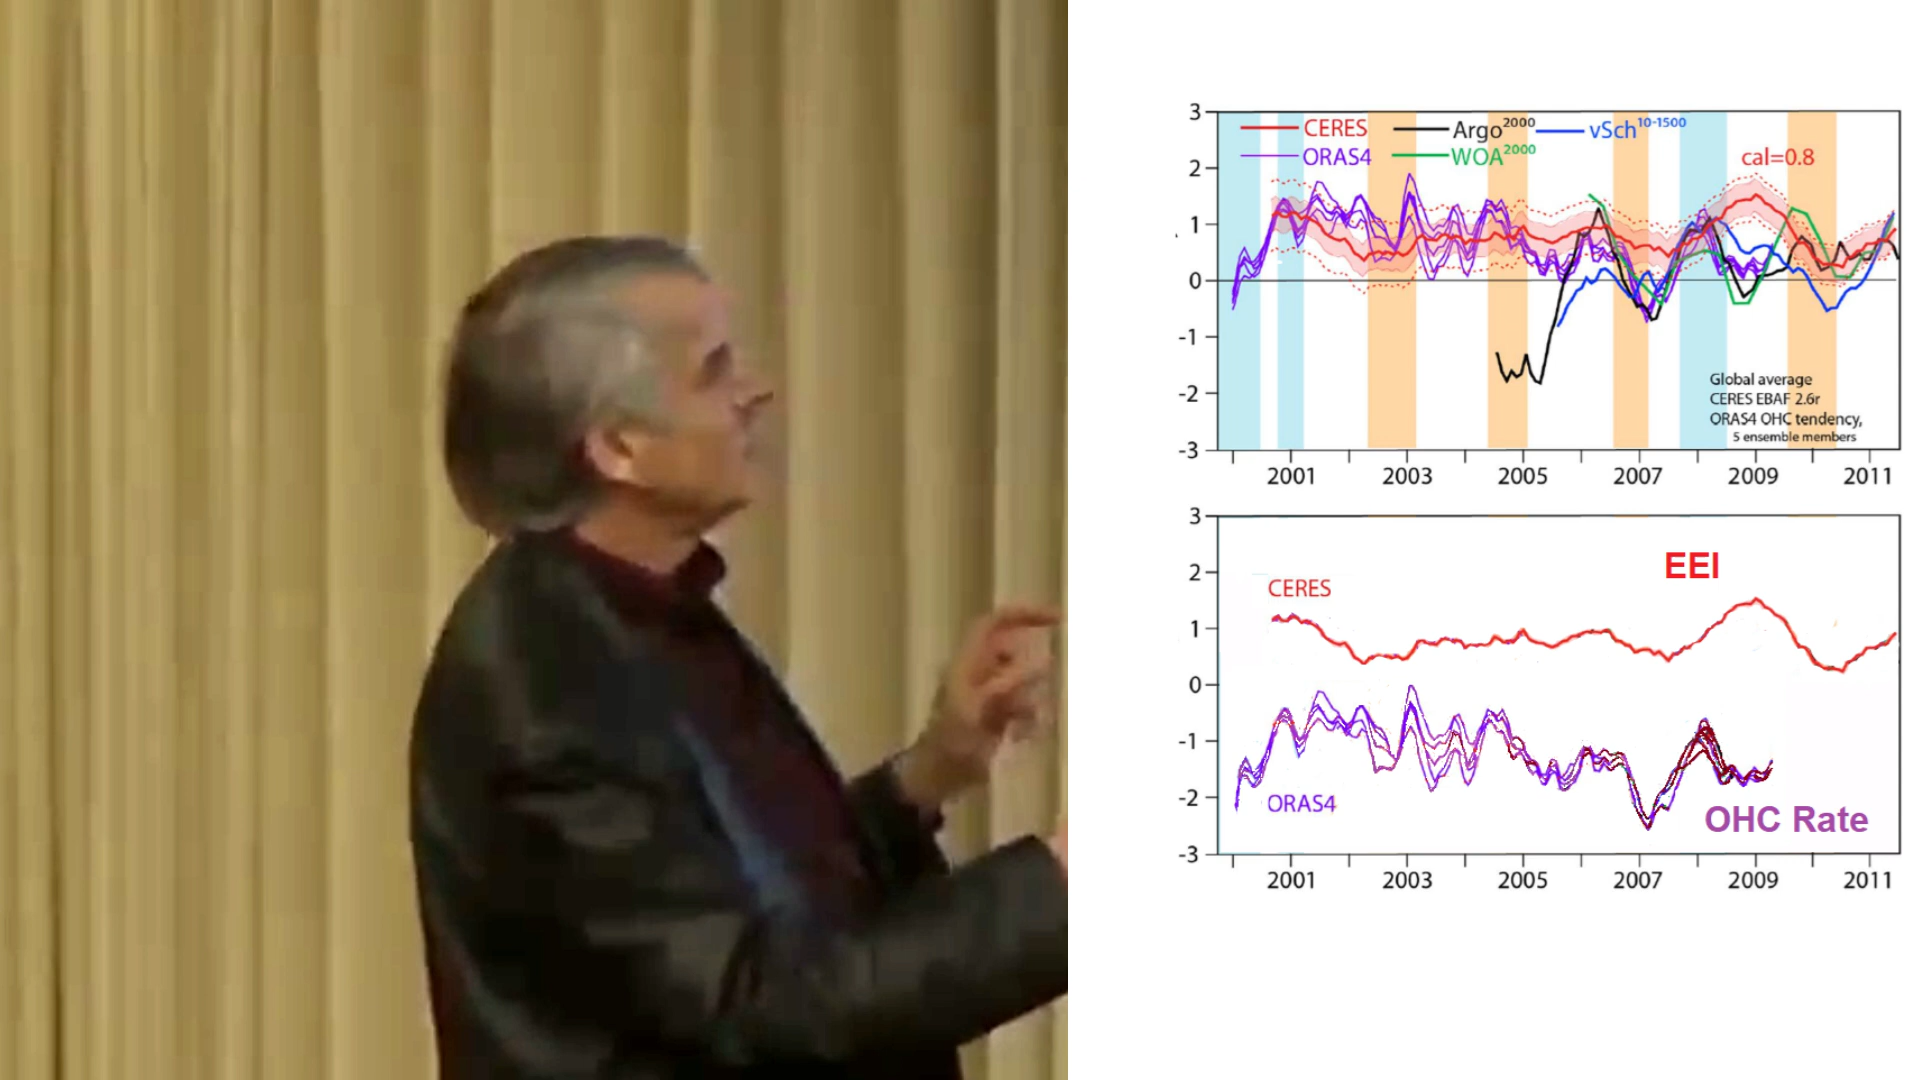 3
2
1
0
-1
-2
-3
CERES
Argo2000
vSch10-1500
ORAS4
WOA2000
cal=0.8
Global average
CERES EBAF 2.6r
ORAS4 OHC tendency,
5 ensemble members
2001 2003 2005 2007 2009 2011
3
2
1
0
-1
-2
-3
EEI
CERES
ORAS4
OHC Rate
2001 2003 2005 2007 2009 2011